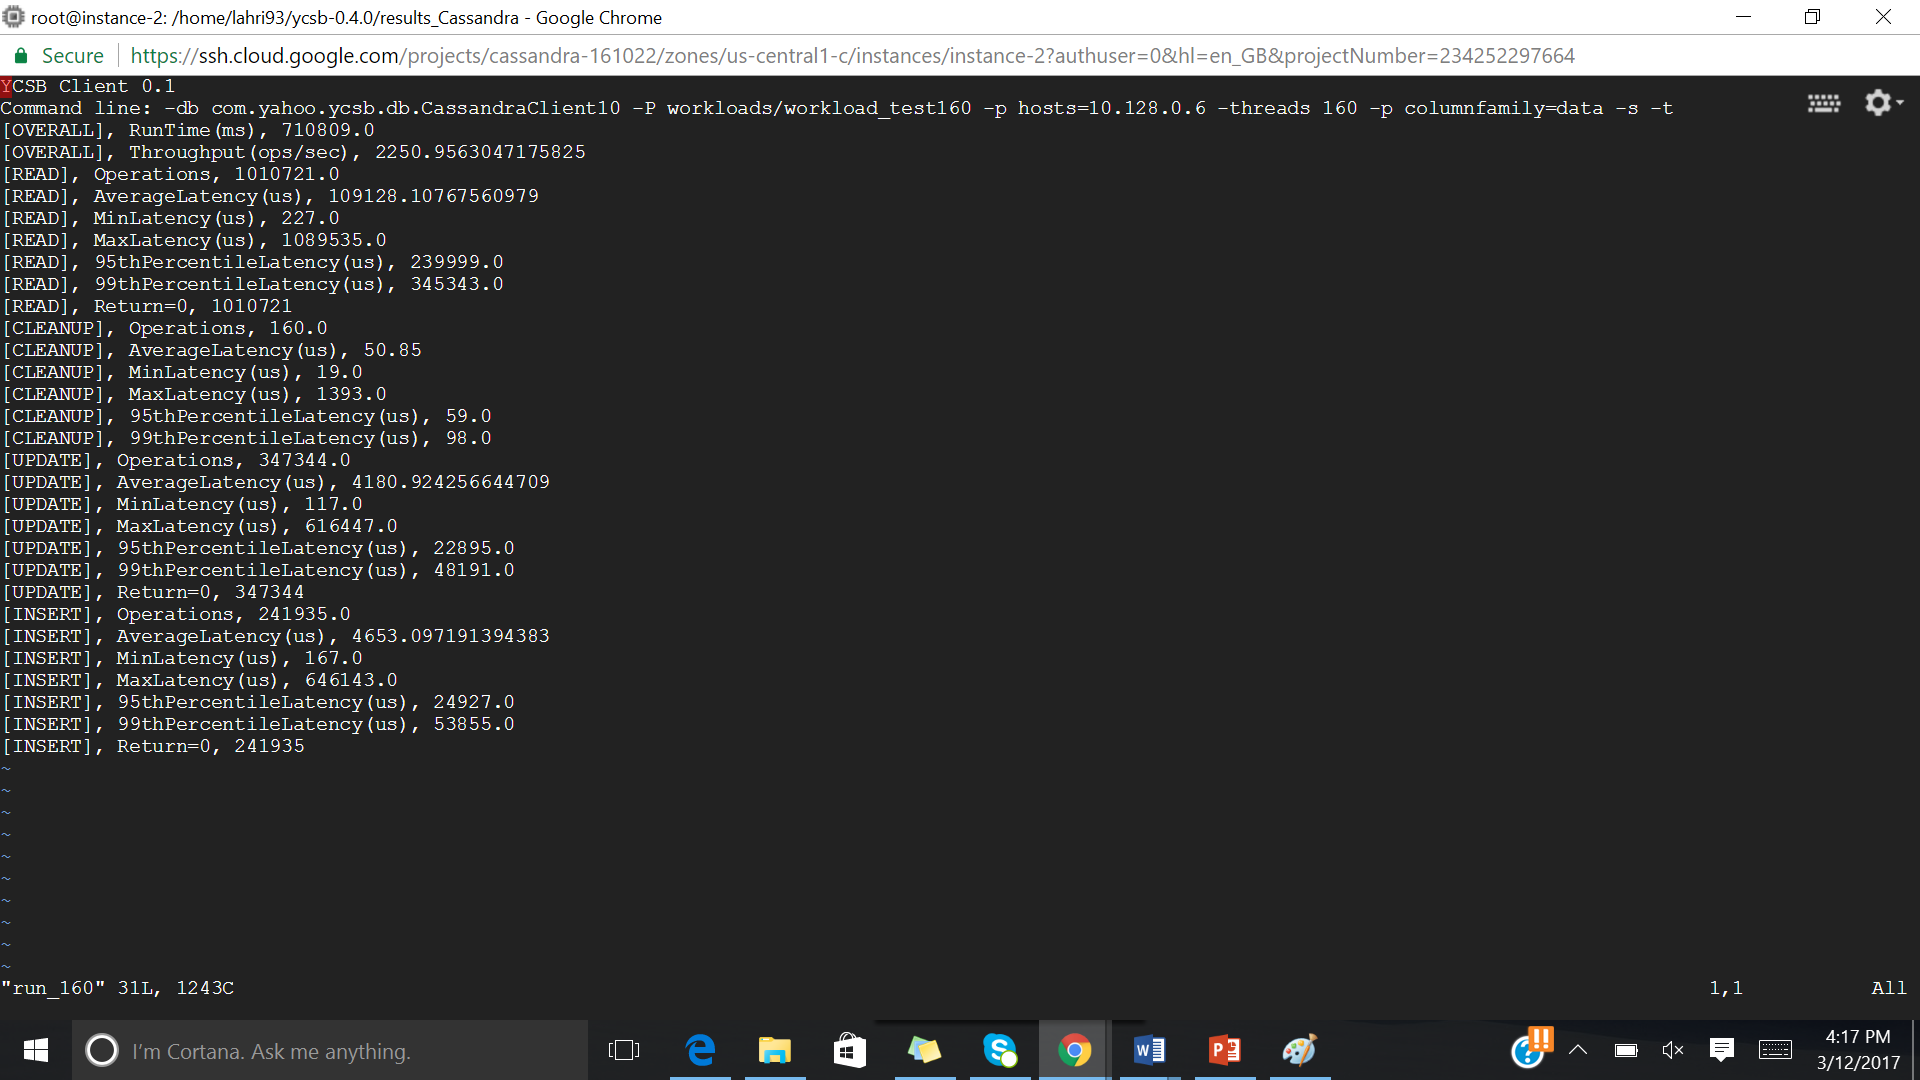 root@instance-2: /home/lahri93/ycsb-0.4.0/results_Cassandra - Google Chrome
Secure https://ssh.cloud.google.com/projects/cassandra-161022/zones/us-central1-c/instances/instance-2?authuser=0&hl=en_GB&projectNumber=234252297664
YCSB Client 0.1
Command line: -db com.yahoo.ycsb.db.CassandraClient10 -P workloads/workload_test160 -p hosts=10.128.0.6 -threads 160 -p columnfamily=data -s -t
[OVERALL], RunTime(ms), 710809.0
[OVERALL], Throughput(ops/sec), 2250.9563047175825
[READ], Operations, 1010721.0
[READ], AverageLatency(us), 109128.10767560979
[READ], MinLatency(us), 227.0
[READ], MaxLatency(us), 1089535.0
[READ], 95thPercentileLatency(us), 239999.0
[READ], 99thPercentileLatency(us), 345343.0
[READ], Return=0, 1010721
[CLEANUP], Operations, 160.0
[CLEANUP], AverageLatency(us), 50.85
[CLEANUP], MinLatency(us), 19.0
[CLEANUP], MaxLatency(us), 1393.0
[CLEANUP], 95thPercentileLatency(us), 59.0
[CLEANUP], 99thPercentileLatency(us), 98.0
[UPDATE], Operations, 347344.0
[UPDATE], AverageLatency(us), 4180.924256644709
[UPDATE], MinLatency(us), 117.0
[UPDATE], MaxLatency(us), 616447.0
[UPDATE], 95thPercentileLatency(us), 22895.0
[UPDATE], 99thPercentileLatency(us), 48191.0
[UPDATE], Return=0, 347344
[INSERT], Operations, 241935.0
[INSERT], AverageLatency(us), 4653.097191394383
[INSERT], MinLatency(us), 167.0
[INSERT], MaxLatency(us), 646143.0
[INSERT], 95thPercentileLatency(us), 24927.0
[INSERT], 99thPercentileLatency(us), 53855.0
[INSERT], Return=0, 241935
~
~
~
~
~
~
~
~
~
~
"run_160" 31L, 1243C 1,1 All
I'm Cortana. Ask me anything.
4:17 PM
3/12/2017